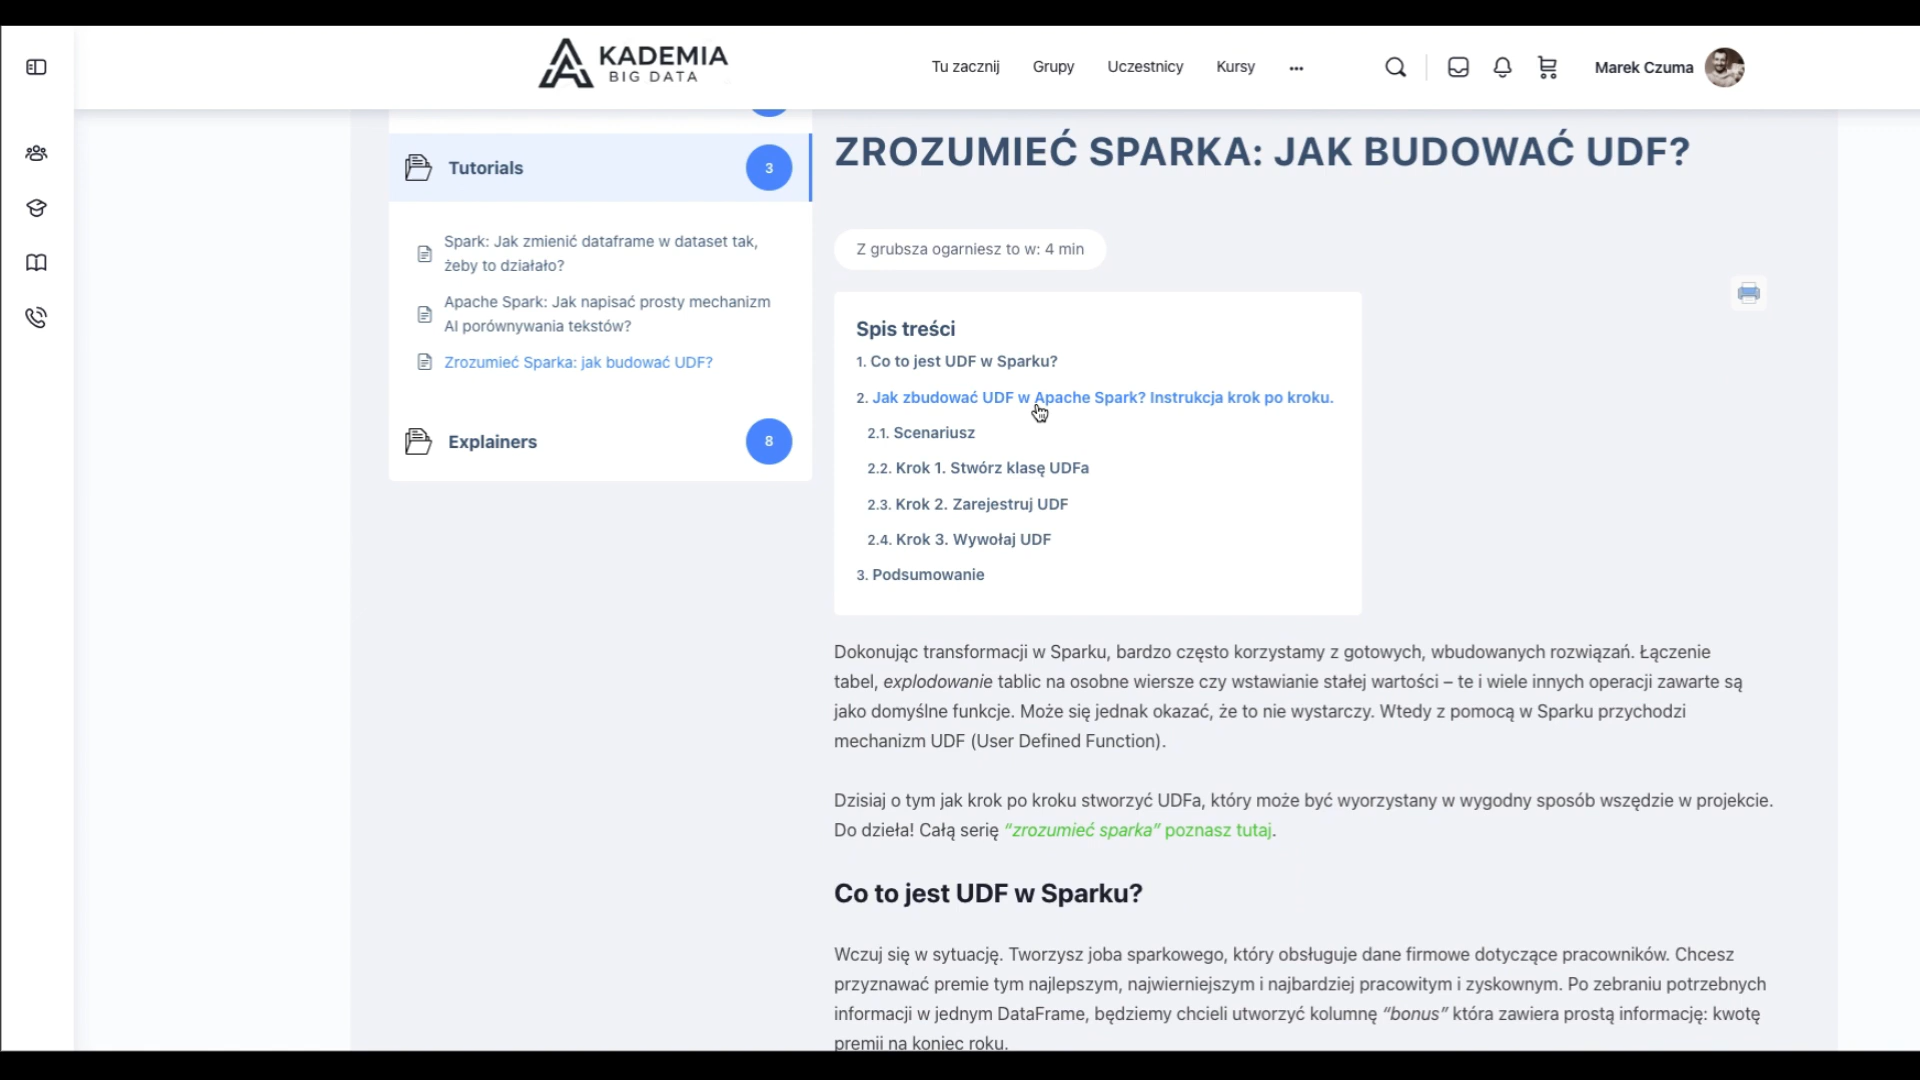 KADEMIA
BIG DATA
Tu zacznij
Grupy
Uczestnicy
Kursy
Marek Czuma
Tutorials
3
Spark: Jak zmienić dataframe w dataset tak,
żeby to działało?
Apache Spark: Jak napisać prosty mechanizm
AI porównywania tekstów?
Zrozumieć Sparka: jak budować UDF?
Explainers
8
ZROZUMIEĆ SPARKA: JAK BUDOWAĆ UDF?
Z grubsza ogarniesz to w: 4 min
Spis treści
1. Co to jest UDF w Sparku?
2. Jak zbudować UDF w Apache Spark? Instrukcja krok po kroku.
2.1. Scenariusz
2.2. Krok 1. Stwórz klasę UDFa
2.3. Krok 2. Zarejestruj UDF
2.4. Krok 3. Wywołaj UDF
3. Podsumowanie
Dokonując transformacji w Sparku, bardzo często korzystamy z gotowych, wbudowanych rozwiązań. Łączenie
tabel, explodowanie tablic na osobne wiersze czy wstawianie stałej wartości – te i wiele innych operacji zawarte są
jako domyślne funkcje. Może się jednak okazać, że to nie wystarczy. Wtedy z pomocą w Sparku przychodzi
mechanizm UDF (User Defined Function).
Dzisiaj o tym jak krok po kroku stworzyć UDFa, który może być wyorzystany w wygodny sposób wszędzie w projekcie.
Do dzieła! Całą serię “zrozumieć sparka” poznasz tutaj.
Co to jest UDF w Sparku?
Wczuj się w sytuację. Tworzysz joba sparkowego, który obsługuje dane firmowe dotyczące pracowników. Chcesz
przyznawać premie tym najlepszym, najwierniejszym i najbardziej pracowitym i zyskownym. Po zebraniu potrzebnych
informacji w jednym DataFrame, będziemy chcieli utworzyć kolumnę “bonus” która zawiera prostą informację: kwotę
premii na koniec roku.